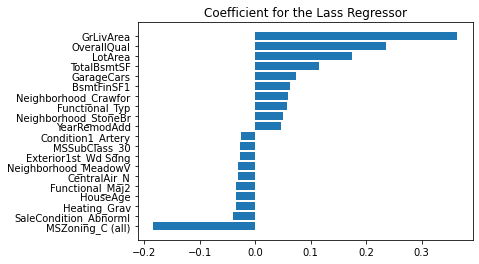 Coefficient for the Lass Regressor
GrLivArea
OverallQual
LotArea
TotalBsmtSF
GarageCars
BsmtFinSF1
Neighborhood_Crawfor
Functional_Typ
Neighborhood_StoneBr
YearRemodAdd
Condition1_Artery
MSSubClass_30
Exterior1st_Wd Sdng
Neighborhood_MeadowV
CentralAir_N
Functional_Maj2
HouseAge
Heating_Grav
SaleCondition_Abnorml
MSZoning_C (all)
−0.2 −0.1 0.0 0.1 0.2 0.3